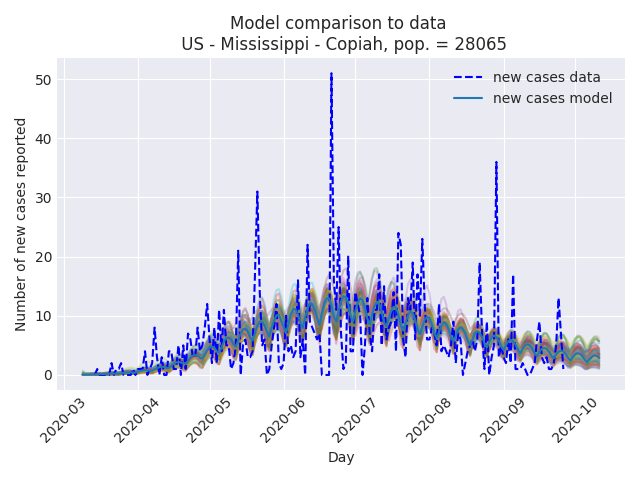 Model comparison to data
US - Mississippi - Copiah, pop. = 28065
new cases data
new cases model
Number of new cases reported
50
40
30
20
10
0
2020-03
2020-04
2020-05
2020-06
2020-07
2020-08
2020-09
2020-10
Day